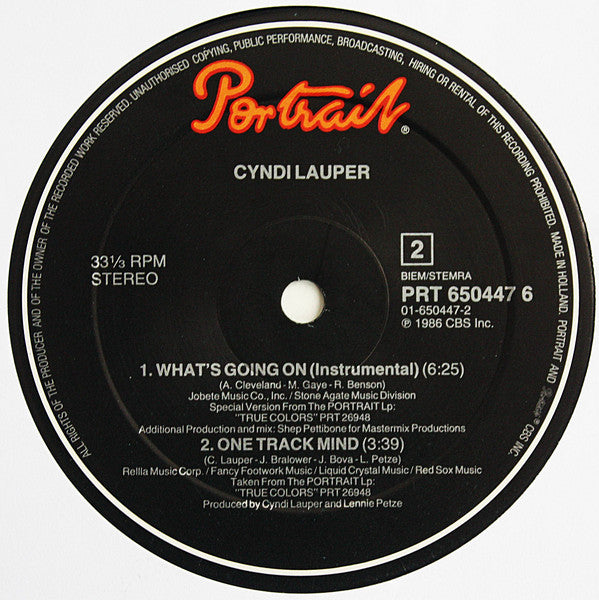 ALL RIGHTS OF THE PRODUCER AND OF THE OWNER OF THE RECORDED WORK RESERVED. UNAUTHORISED COPYING, PUBLIC PERFORMANCE, BROADCASTING, HIRING OR RENTAL OF THIS RECORDING PROHIBITED. MADE IN HOLLAND. PORTRAIT AND
CBS INC.
Portrait®
CYNDI LAUPER
33⅓ RPM
STEREO
2
BIEM/STEMRA
PRT 650447 6
01-650447-2
℗ 1986 CBS Inc.
1. WHAT'S GOING ON (Instrumental) (6:25)
(A. Cleveland - M. Gaye - R. Benson)
Jobete Music Co., Inc. / Stone Agate Music Division
Special Version From The PORTRAIT Lp:
"TRUE COLORS" PRT 26948
Additional Production and mix: Shep Pettibone for Mastermix Productions
2. ONE TRACK MIND (3:39)
(C. Lauper - J. Bralower - J. Bova - L. Petze)
Rellla Music Corp. / Fancy Footwork Music / Liquid Crystal Music / Red Sox Music
Taken From The PORTRAIT Lp:
"TRUE COLORS" PRT 26948
Produced by Cyndi Lauper and Lennie Petze